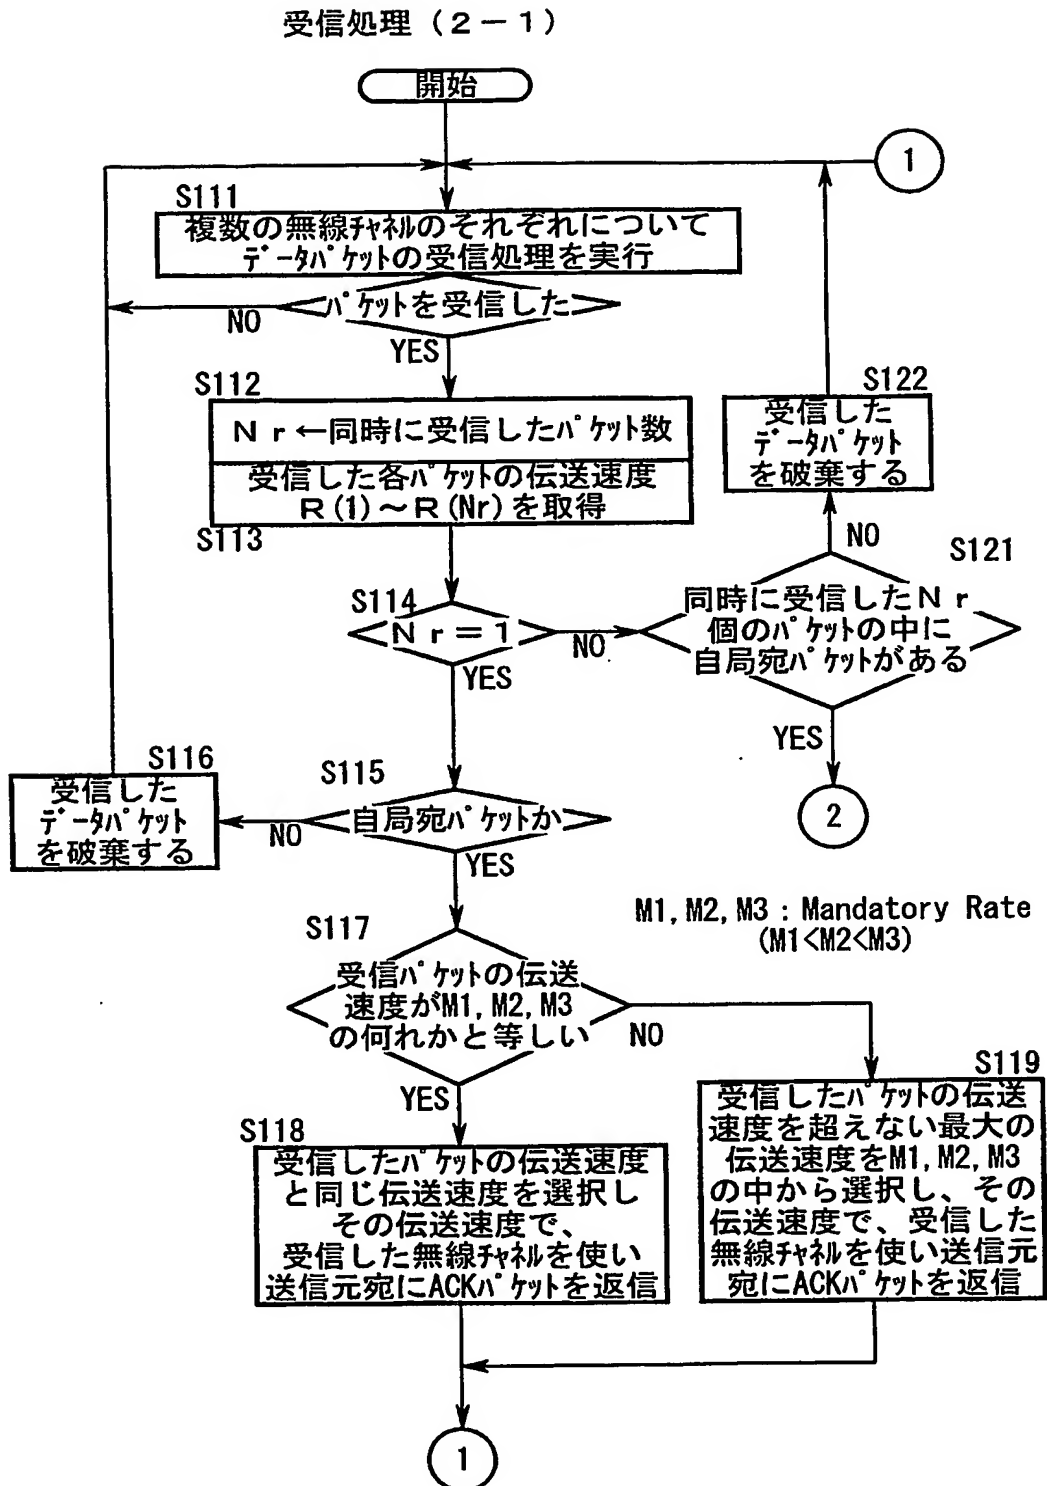 受信処理（２－１）
開始
1
S111
複数の無線ﾁｬﾈﾙのそれぞれについて
ﾃﾞｰﾀﾊﾟｹｯﾄの受信処理を実行
ﾊﾟｹｯﾄを受信した
NO
YES
S112
Ｎｒ←同時に受信したﾊﾟｹｯﾄ数
受信した各ﾊﾟｹｯﾄの伝送速度
Ｒ(1)～Ｒ(Nr)を取得
S113
S122
受信した
ﾃﾞｰﾀﾊﾟｹｯﾄ
を破棄する
NO
S121
同時に受信したＮｒ
個のﾊﾟｹｯﾄの中に
自局宛ﾊﾟｹｯﾄがある
YES
2
S114
Ｎｒ＝１
NO
YES
S115
自局宛ﾊﾟｹｯﾄか
NO
YES
S116
受信した
ﾃﾞｰﾀﾊﾟｹｯﾄ
を破棄する
M1, M2, M3 : Mandatory Rate
(M1<M2<M3)
S117
受信ﾊﾟｹｯﾄの伝送
速度がM1, M2, M3
の何れかと等しい
NO
YES
S118
受信したﾊﾟｹｯﾄの伝送速度
と同じ伝送速度を選択し
その伝送速度で、
受信した無線ﾁｬﾈﾙを使い
送信元宛にACKﾊﾟｹｯﾄを返信
S119
受信したﾊﾟｹｯﾄの伝送
速度を超えない最大の
伝送速度をM1, M2, M3
の中から選択し、その
伝送速度で、受信した
無線ﾁｬﾈﾙを使い送信元
宛にACKﾊﾟｹｯﾄを返信
1